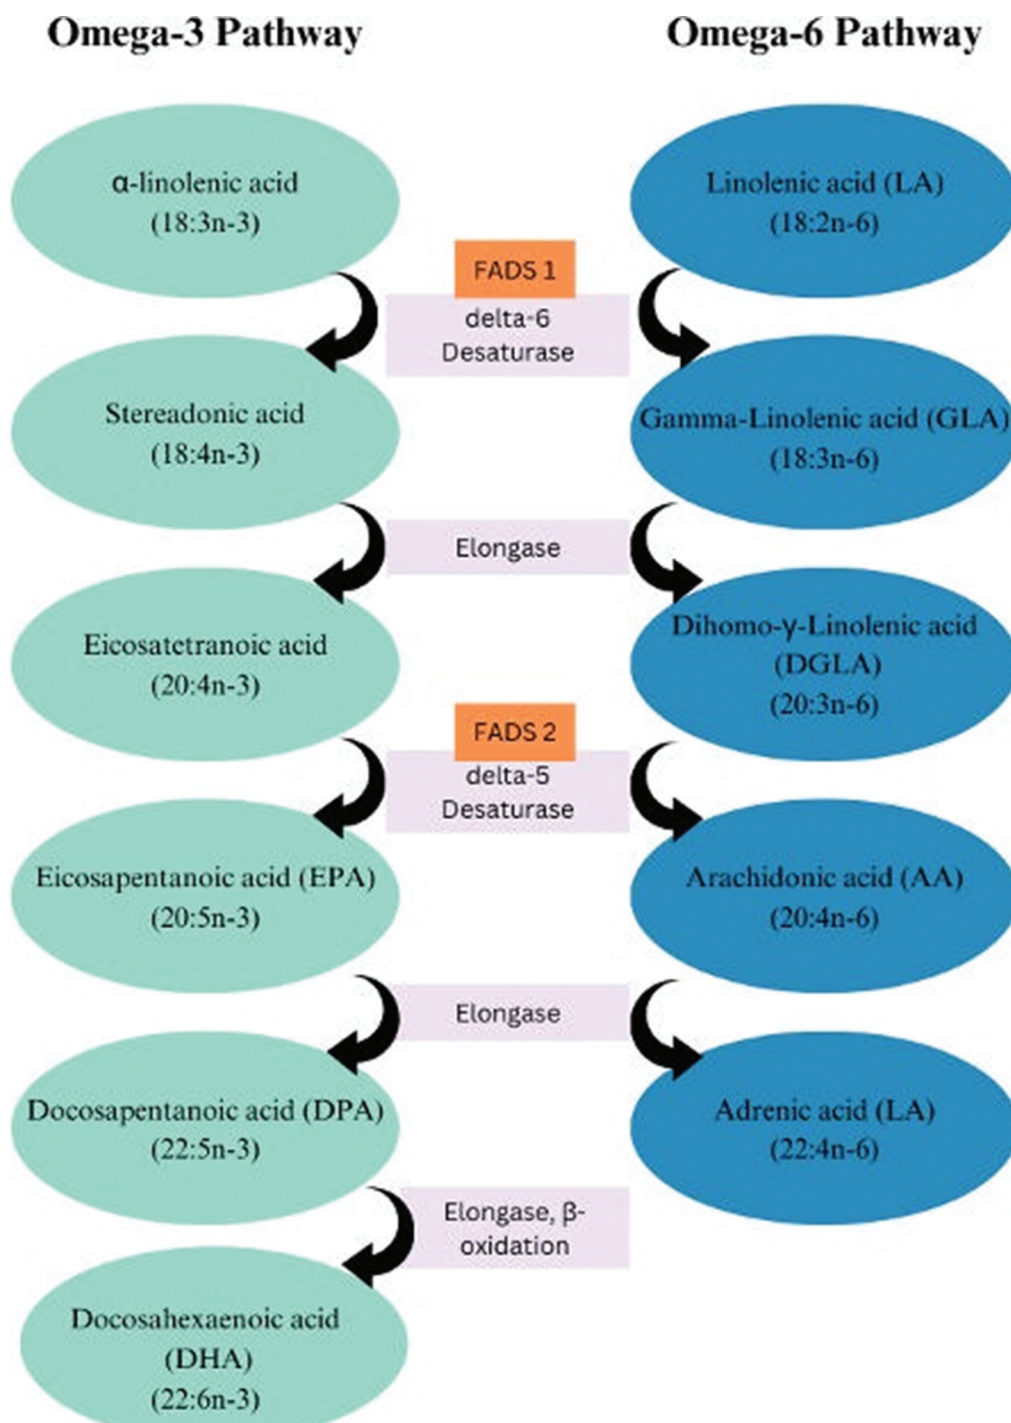 Omega-3 Pathway
Omega-6 Pathway
α-linolenic acid
(18:3n-3)
Linolenic acid (LA)
(18:2n-6)
FADS 1
delta-6
Desaturase
Stereadonic acid
(18:4n-3)
Gamma-Linolenic acid (GLA)
(18:3n-6)
Elongase
Eicosatetranoic acid
(20:4n-3)
Dihomo-γ-Linolenic acid
(DGLA)
(20:3n-6)
FADS 2
delta-5
Desaturase
Eicosapentanoic acid (EPA)
(20:5n-3)
Arachidonic acid (AA)
(20:4n-6)
Elongase
Docosapentanoic acid (DPA)
(22:5n-3)
Adrenic acid (LA)
(22:4n-6)
Elongase, β-
oxidation
Docosahexaenoic acid
(DHA)
(22:6n-3)